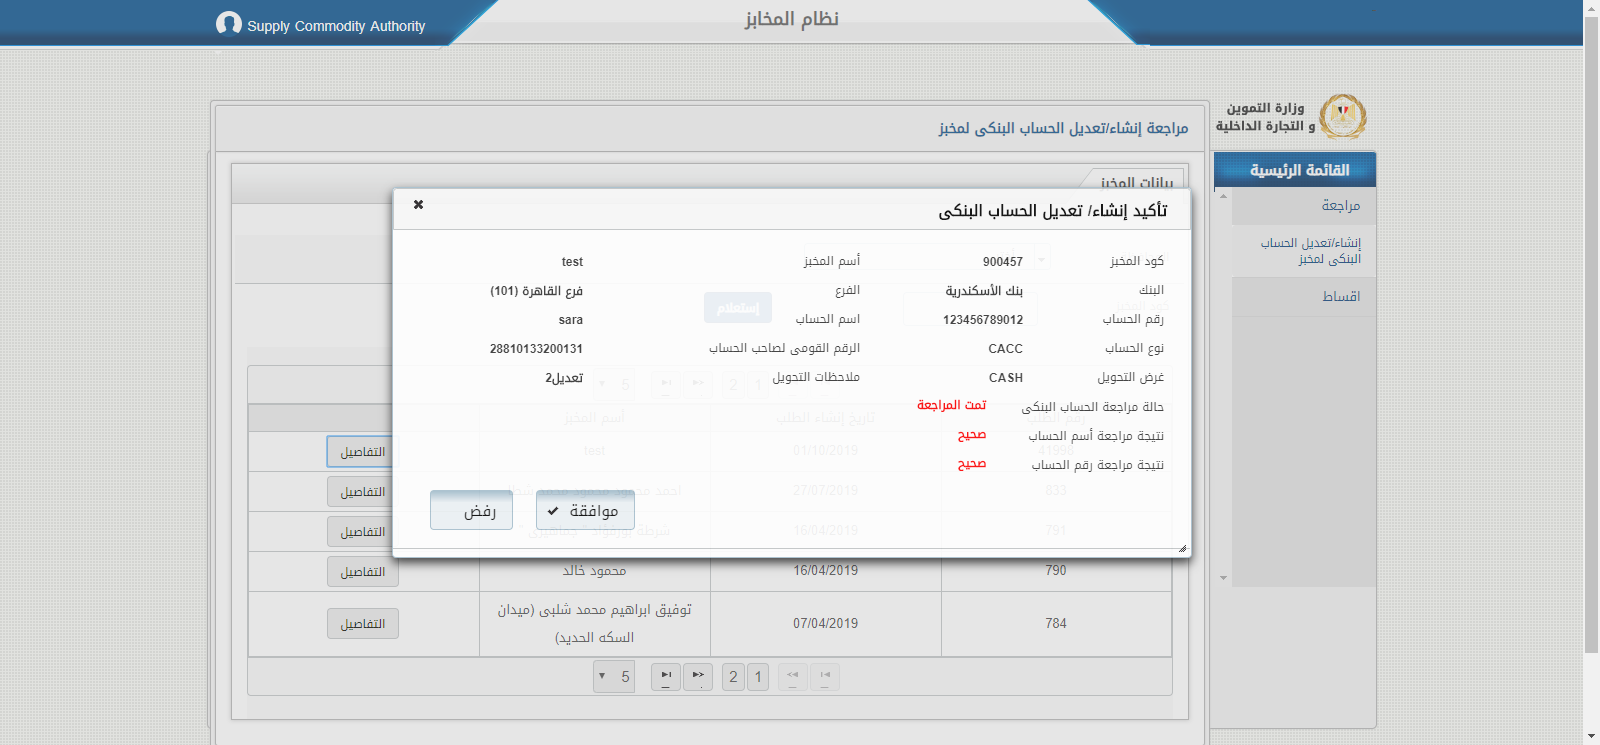 نظام المخابز
Supply Commodity Authority
وزارة التموين
و التجارة الداخلية
القائمة الرئيسية
مراجعة
إنشاء/تعديل الحساب
البنكى لمخبز
اقساط
مراجعة إنشاء/تعديل الحساب البنكى لمخبز
بيانات المخبز
تأكيد إنشاء/ تعديل الحساب البنكى
كود المخبز 900457 أسم المخبز test
البنك بنك الأسكندرية الفرع فرع القاهرة (101)
رقم الحساب 123456789012 اسم الحساب sara
نوع الحساب CACC الرقم القومى لصاحب الحساب 28810133200131
غرض التحويل CASH ملاحظات التحويل تعديل2
حالة مراجعة الحساب البنكى تمت المراجعة
نتيجة مراجعة أسم الحساب صحيح
نتيجة مراجعة رقم الحساب صحيح
موافقة رفض
إستعلام
1 2 5
تاريخ إنشاء الطلب أسم المخبز
01/10/2019 test التفاصيل
833 27/07/2019 التفاصيل
791 16/04/2019 التفاصيل
790 16/04/2019 محمود خالد التفاصيل
784 07/04/2019 توفيق ابراهيم محمد شلبى (ميدان
السكه الحديد) التفاصيل
1 2 5